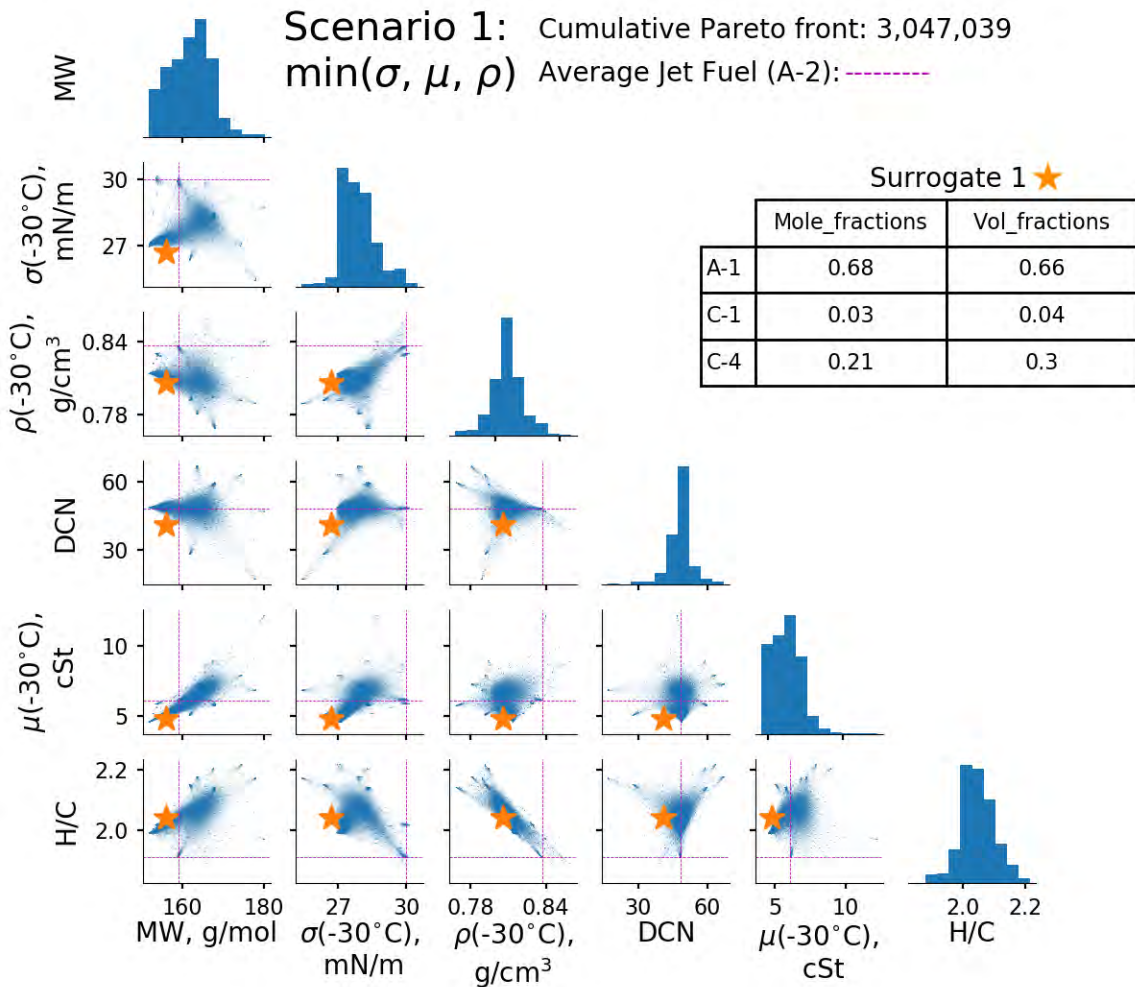 Scenario 1:
min(σ, μ, ρ)
Cumulative Pareto front: 3,047,039
Average Jet Fuel (A-2):
MW
σ(-30°C),
mN/m
30
27
Surrogate 1
Mole_fractions Vol_fractions
A-1 0.68 0.66
C-1 0.03 0.04
C-4 0.21 0.3
ρ(-30°C),
g/cm³
0.84
0.78
DCN
60
30
μ(-30°C),
cSt
10
5
H/C
2.2
2.0
160 180 27 30 0.78 0.84 30 60 5 10 2.0 2.2
MW, g/mol σ(-30°C), ρ(-30°C), DCN μ(-30°C), H/C
mN/m g/cm³ cSt